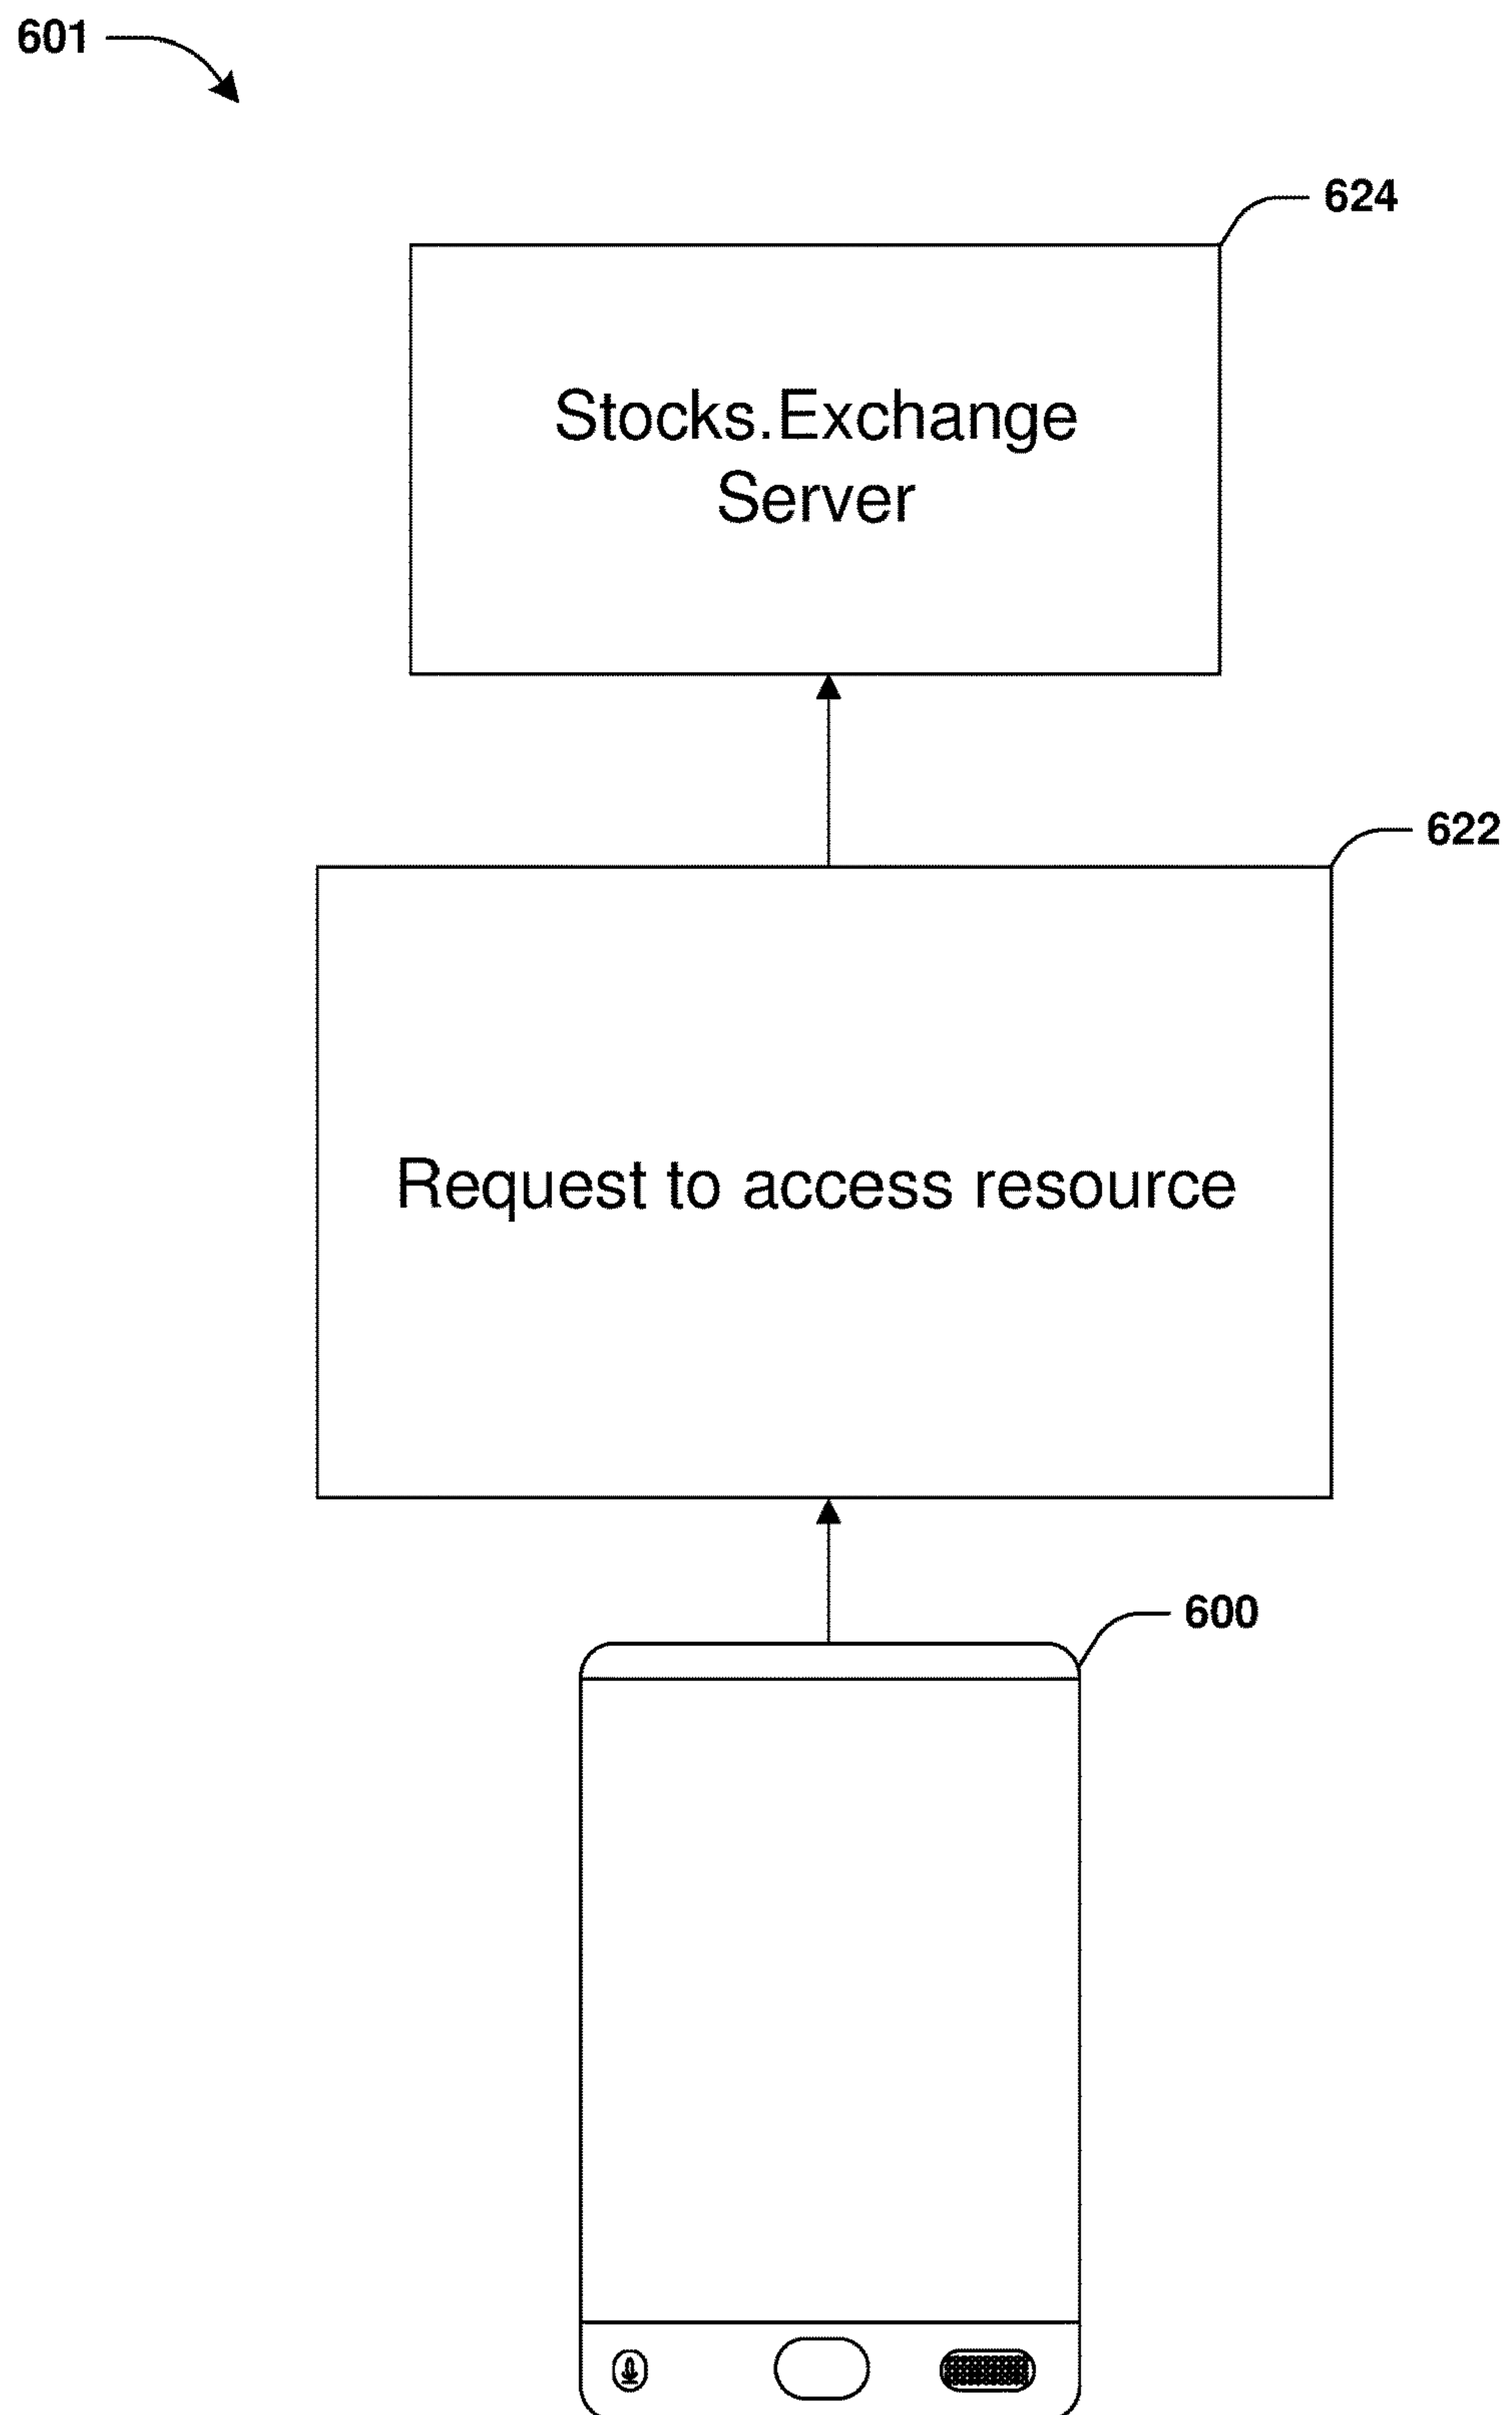 601
624
Stocks.Exchange
Server
622
Request to access resource
600